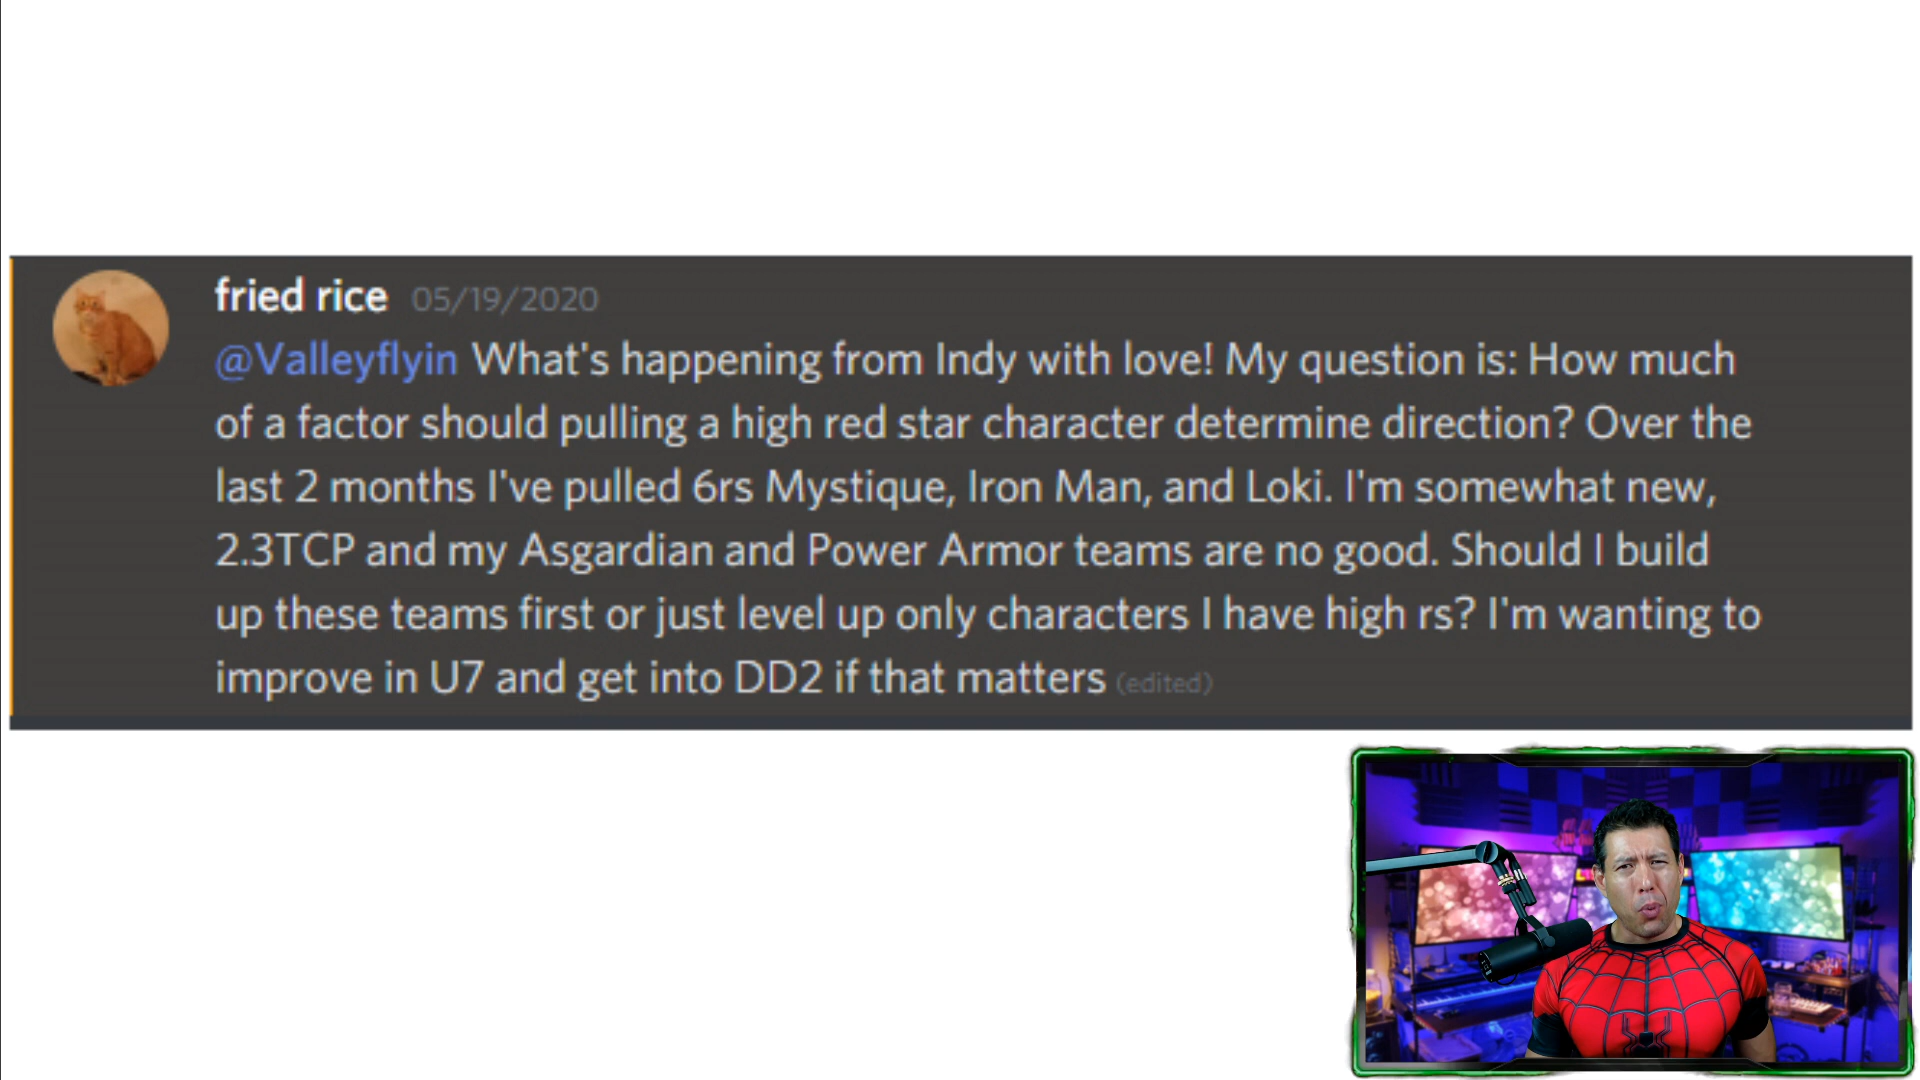 fried rice 05/19/2020
@Valleyflyin What's happening from Indy with love! My question is: How much
of a factor should pulling a high red star character determine direction? Over the
last 2 months I've pulled 6rs Mystique, Iron Man, and Loki. I'm somewhat new,
2.3TCP and my Asgardian and Power Armor teams are no good. Should I build
up these teams first or just level up only characters I have high rs? I'm wanting to
improve in U7 and get into DD2 if that matters (edited)